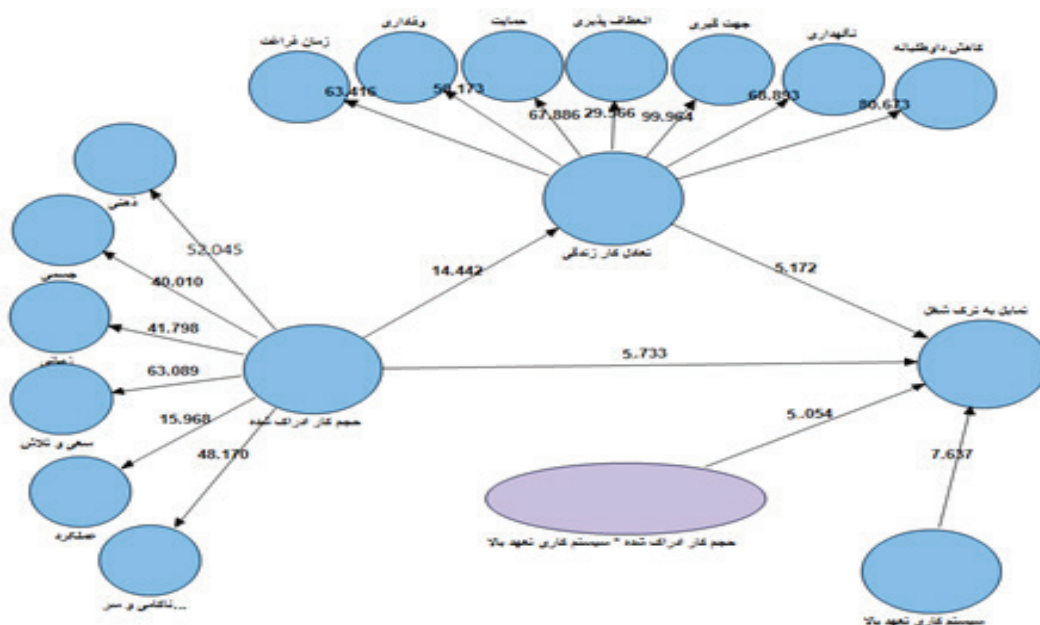 زمان فراغت
وفاداری
حمایت
انعطاف پذیری
جهت گیری
نگهداری
کاهش داوطلبانه
63.416
67.886
29.566
99.964
68.893
80.673
تعادل کار زندگی
ذهنی
جسمی
زمانی
سعی و تلاش
عملکرد
ناکامی و سر...
52.045
40.010
41.798
63.089
15.968
48.170
حجم کار ادراک شده
14.442
5.172
5.733
5.054
7.637
تمایل به ترک شغل
حجم کار ادراک شده * سیستم کاری تعهد بالا
سیستم کاری تعهد بالا